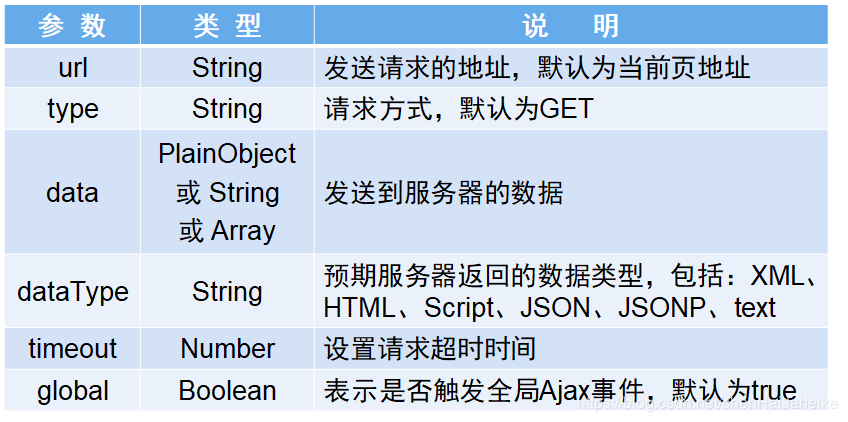 参 数 类 型 说 明
url String 发送请求的地址，默认为当前页地址
type String 请求方式，默认为GET
PlainObject
data 或 String 发送到服务器的数据
或 Array
预期服务器返回的数据类型，包括：XML、
dataType String
HTML、Script、JSON、JSONP、text
timeout Number 设置请求超时时间
global Boolean 表示是否触发全局Ajax事件，默认为true